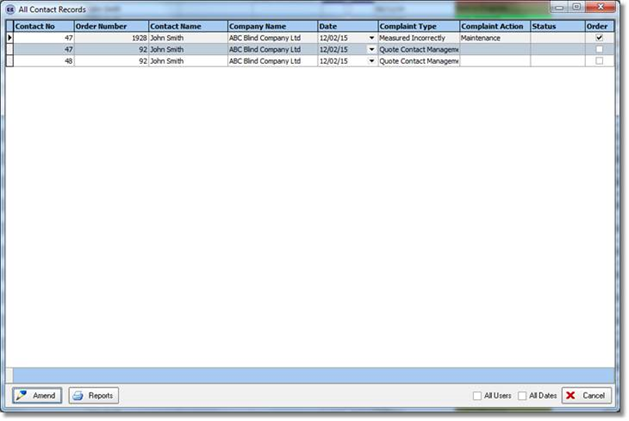 All Contact Records
Contact No Order Number Contact Name Company Name Date Complaint Type Complaint Action Status Order
47 1928 John Smith ABC Blind Company Ltd 12/02/15 Measured Incorrectly Maintenance
47 92 John Smith ABC Blind Company Ltd 12/02/15 Quote Contact Manageme
48 92 John Smith ABC Blind Company Ltd 12/02/15 Quote Contact Manageme
Amend Reports All Users All Dates Cancel